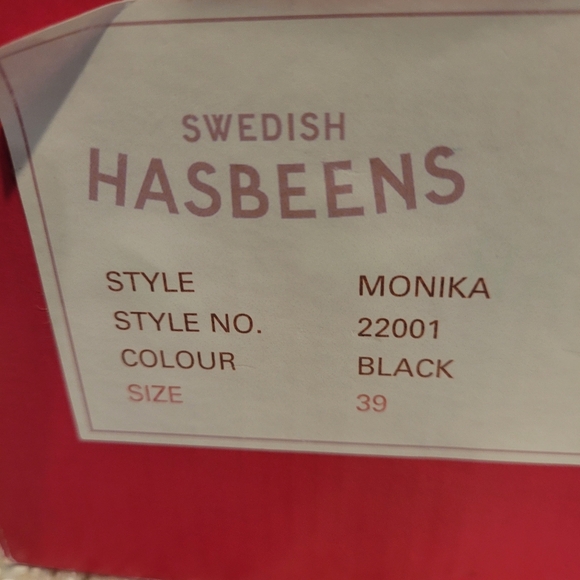 SWEDISH
HASBEENS
STYLE MONIKA
STYLE NO. 22001
COLOUR BLACK
SIZE 39